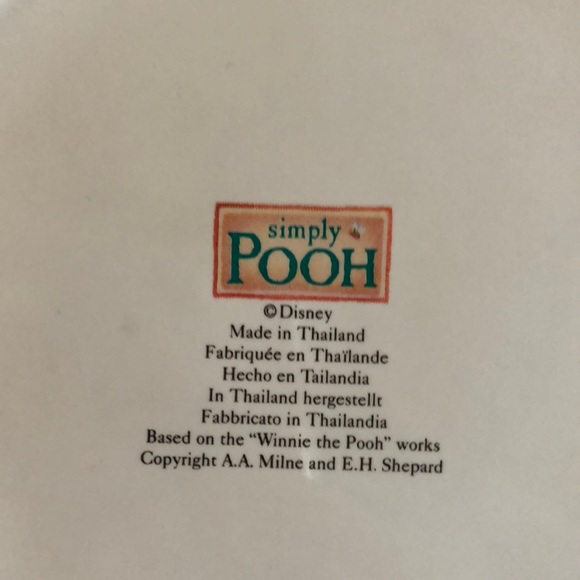 simply
POOH
©Disney
Made in Thailand
Fabriquée en Thaïlande
Hecho en Tailandia
In Thailand hergestellt
Fabbricato in Thailandia
Based on the “Winnie the Pooh” works
Copyright A.A. Milne and E.H. Shepard